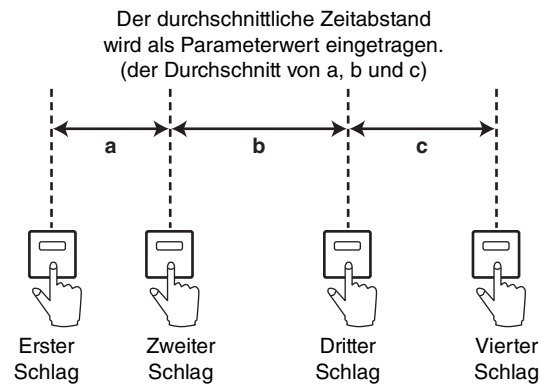 Der durchschnittliche Zeitabstand
wird als Parameterwert eingetragen.
(der Durchschnitt von a, b und c)
a b c
Erster Zweiter Dritter Vierter
Schlag Schlag Schlag Schlag